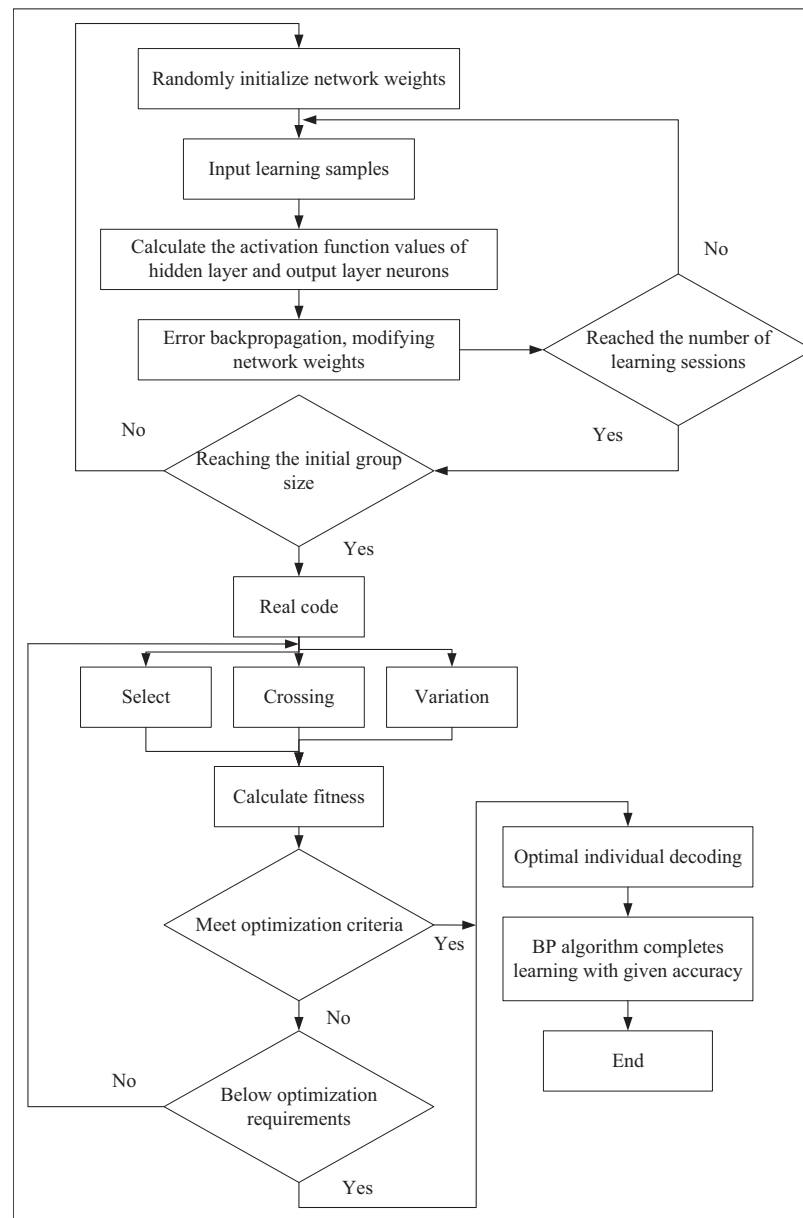 Randomly initialize network weights
Input learning samples
Calculate the activation function values of
hidden layer and output layer neurons
No
Error backpropagation, modifying
network weights
Reached the number of
learning sessions
No
Yes
Reaching the initial group
size
Yes
Real code
Select
Crossing
Variation
Calculate fitness
Optimal individual decoding
Meet optimization criteria
Yes
BP algorithm completes
learning with given accuracy
No
End
No
Below optimization
requirements
Yes